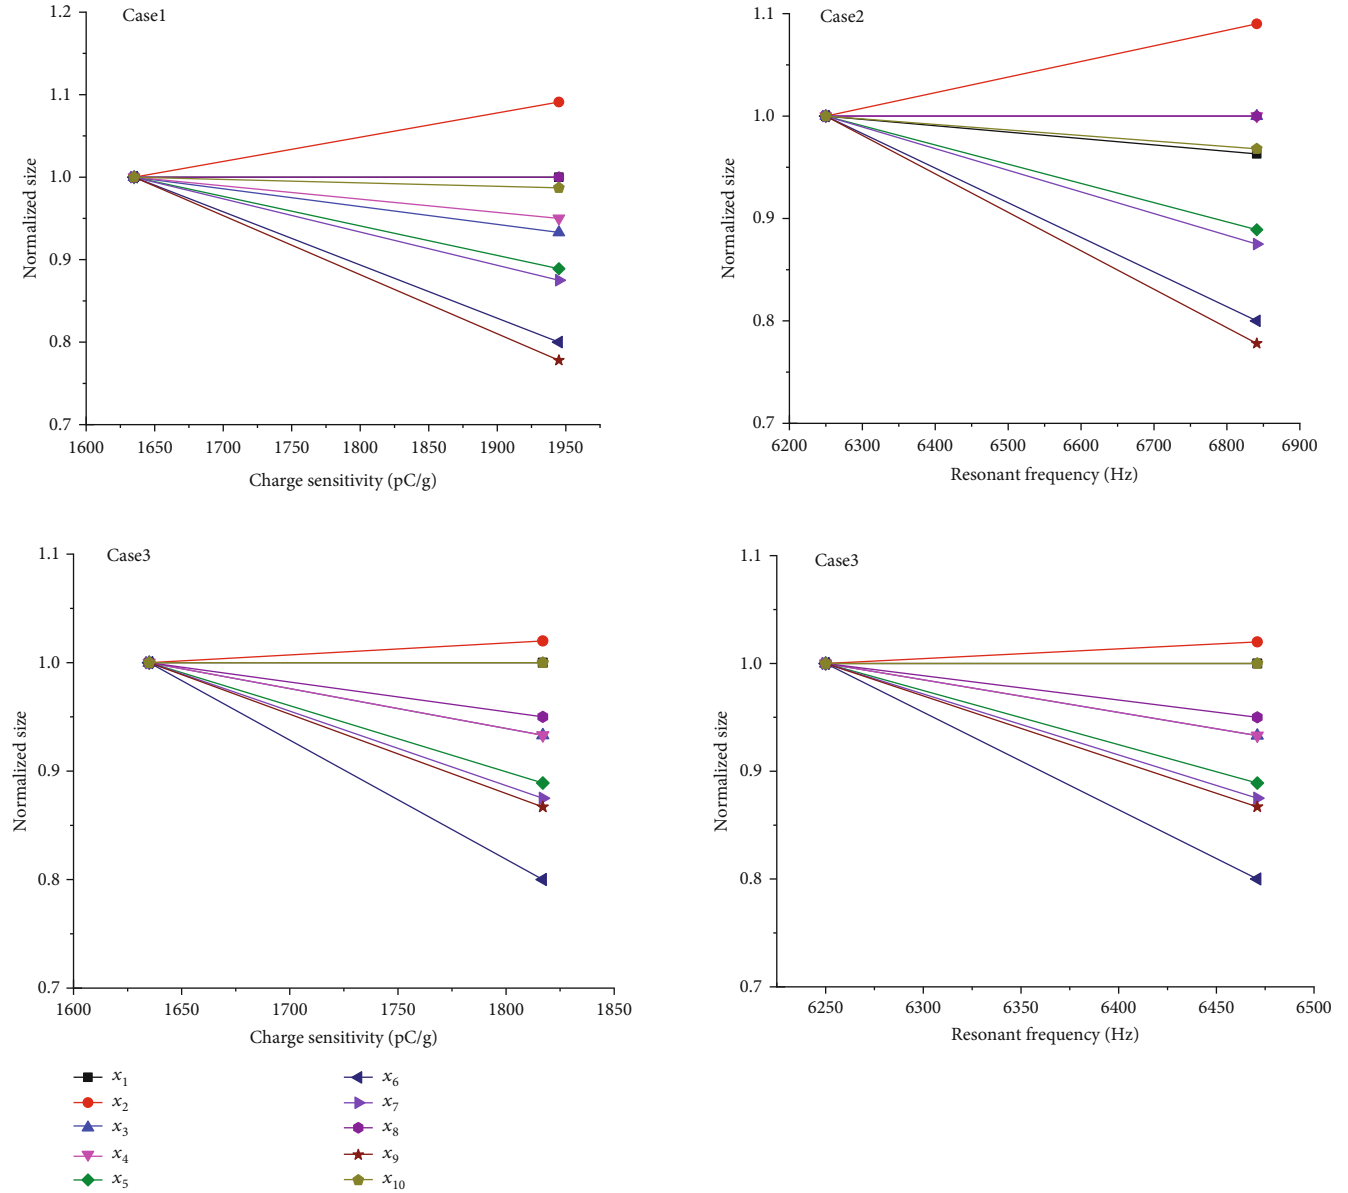 Case1
1.2
1.1
1.0
0.9
0.8
0.7
Normalized size
1600 1650 1700 1750 1800 1850 1900 1950
Charge sensitivity (pC/g)
Case2
1.1
1.0
0.9
0.8
0.7
Normalized size
6200 6300 6400 6500 6600 6700 6800 6900
Resonant frequency (Hz)
Case3
1.1
1.0
0.9
0.8
0.7
Normalized size
1600 1650 1700 1750 1800 1850
Charge sensitivity (pC/g)
Case3
1.1
1.0
0.9
0.8
0.7
Normalized size
6250 6300 6350 6400 6450 6500
Resonant frequency (Hz)
x1
x2
x3
x4
x5
x6
x7
x8
x9
x10